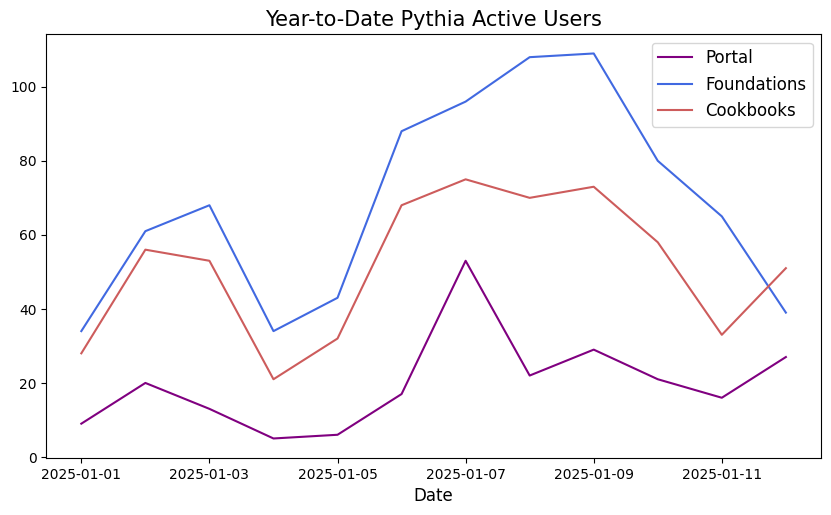 Year-to-Date Pythia Active Users
Portal
Foundations
Cookbooks
100
80
60
40
20
0
2025-01-01 2025-01-03 2025-01-05 2025-01-07 2025-01-09 2025-01-11
Date